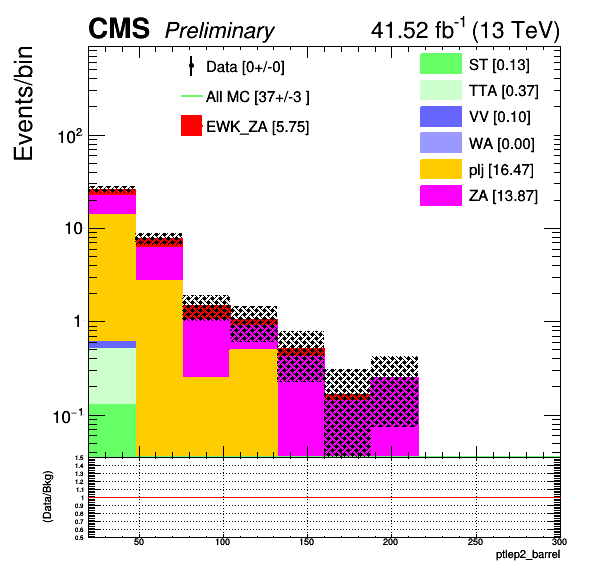 CMS Preliminary 41.52 fb⁻¹ (13 TeV)
Events/bin
Data [0+/-0]
All MC [37+/-3 ]
EWK_ZA [5.75]
ST [0.13]
TTA [0.37]
VV [0.10]
WA [0.00]
plj [16.47]
ZA [13.87]
10²
10
1
10⁻¹
(Data/Bkg)
1.5
1.4
1.3
1.2
1.1
1
0.9
0.8
0.7
0.6
0.5
50 100 150 200 250 300
ptlep2_barrel